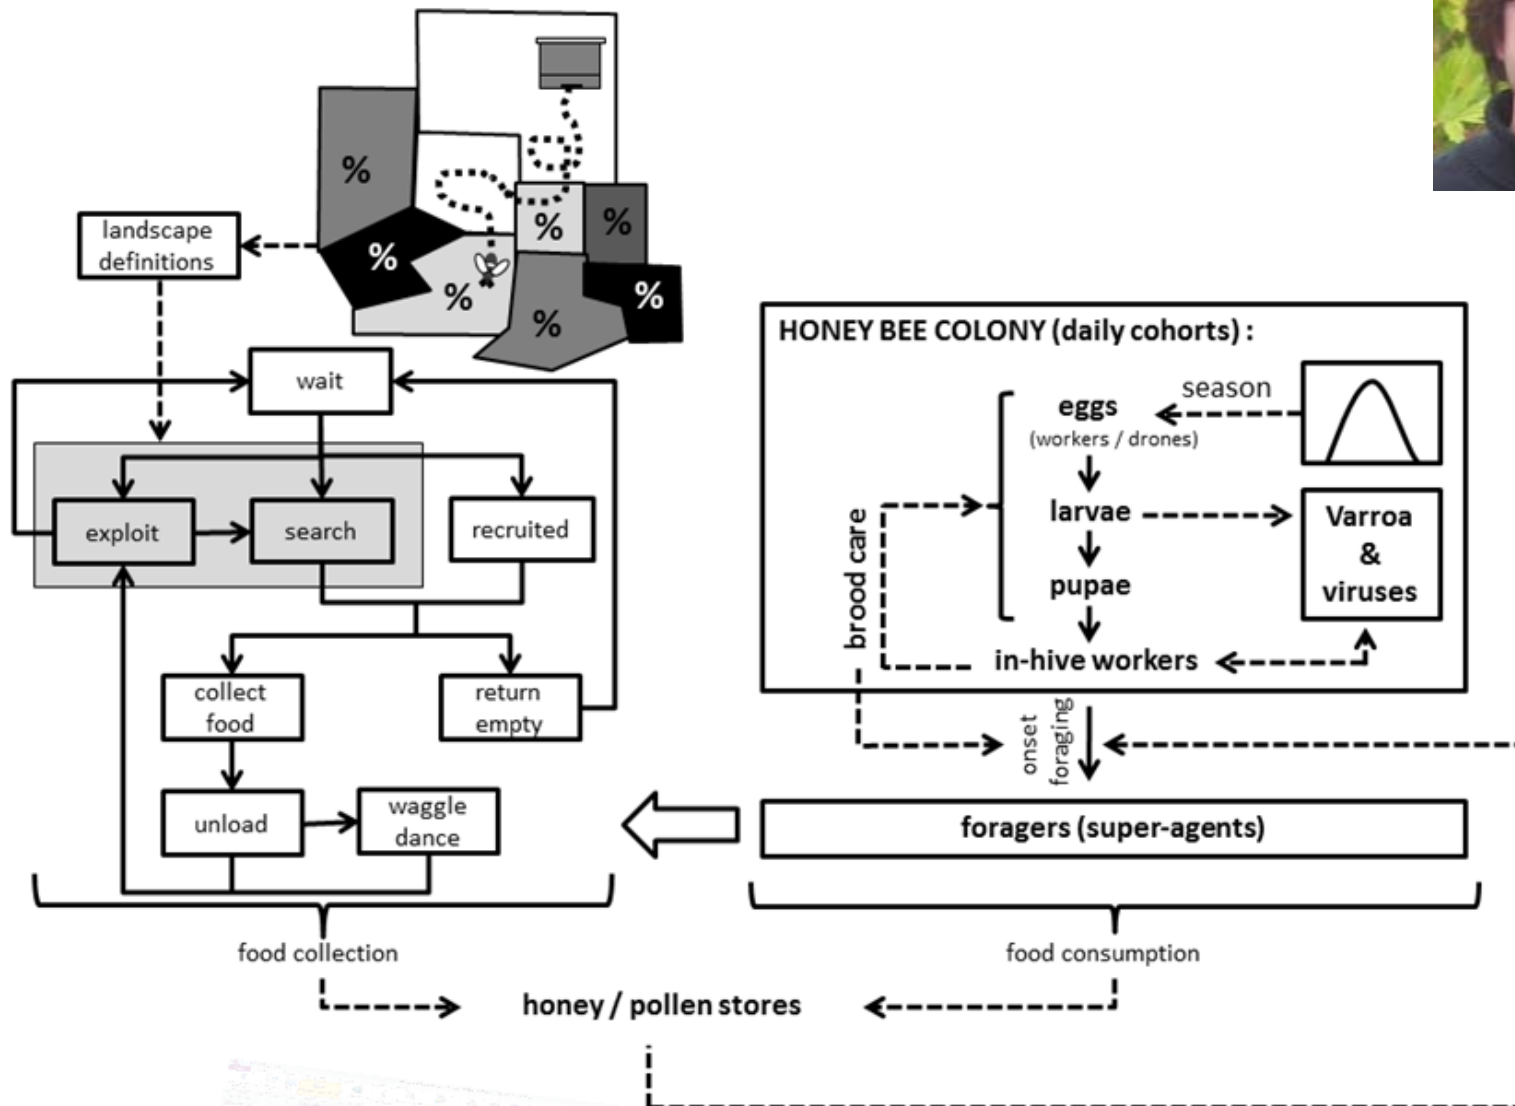 %
%
%
%
%
%
%
landscape
definitions
wait
exploit
search
recruited
collect
food
return
empty
unload
waggle
dance
food collection
HONEY BEE COLONY (daily cohorts) :
season
eggs
(workers / drones)
larvae
pupae
in-hive workers
Varroa
&
viruses
brood care
onset
foraging
foragers (super-agents)
food consumption
honey / pollen stores